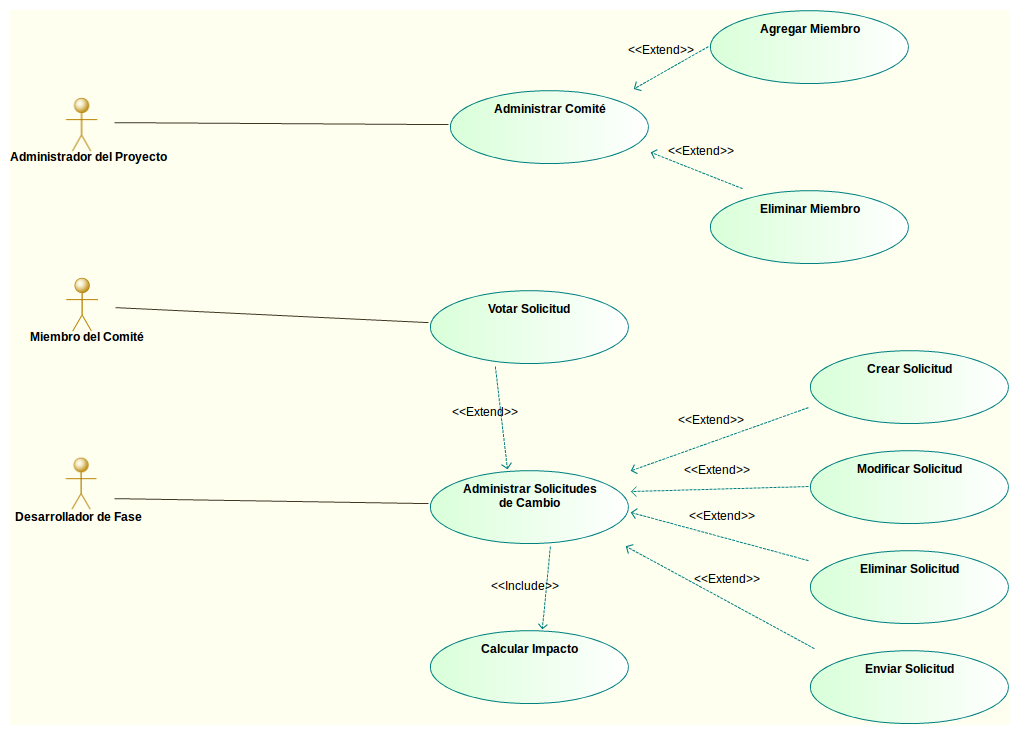 Agregar Miembro
<<Extend>>
Administrar Comité
Administrador del Proyecto
<<Extend>>
Eliminar Miembro
Votar Solicitud
Miembro del Comité
Crear Solicitud
<<Extend>>
<<Extend>>
Modificar Solicitud
<<Extend>>
Administrar Solicitudes
de Cambio
Desarrollador de Fase
<<Extend>>
Eliminar Solicitud
<<Extend>>
<<Include>>
Calcular Impacto
Enviar Solicitud